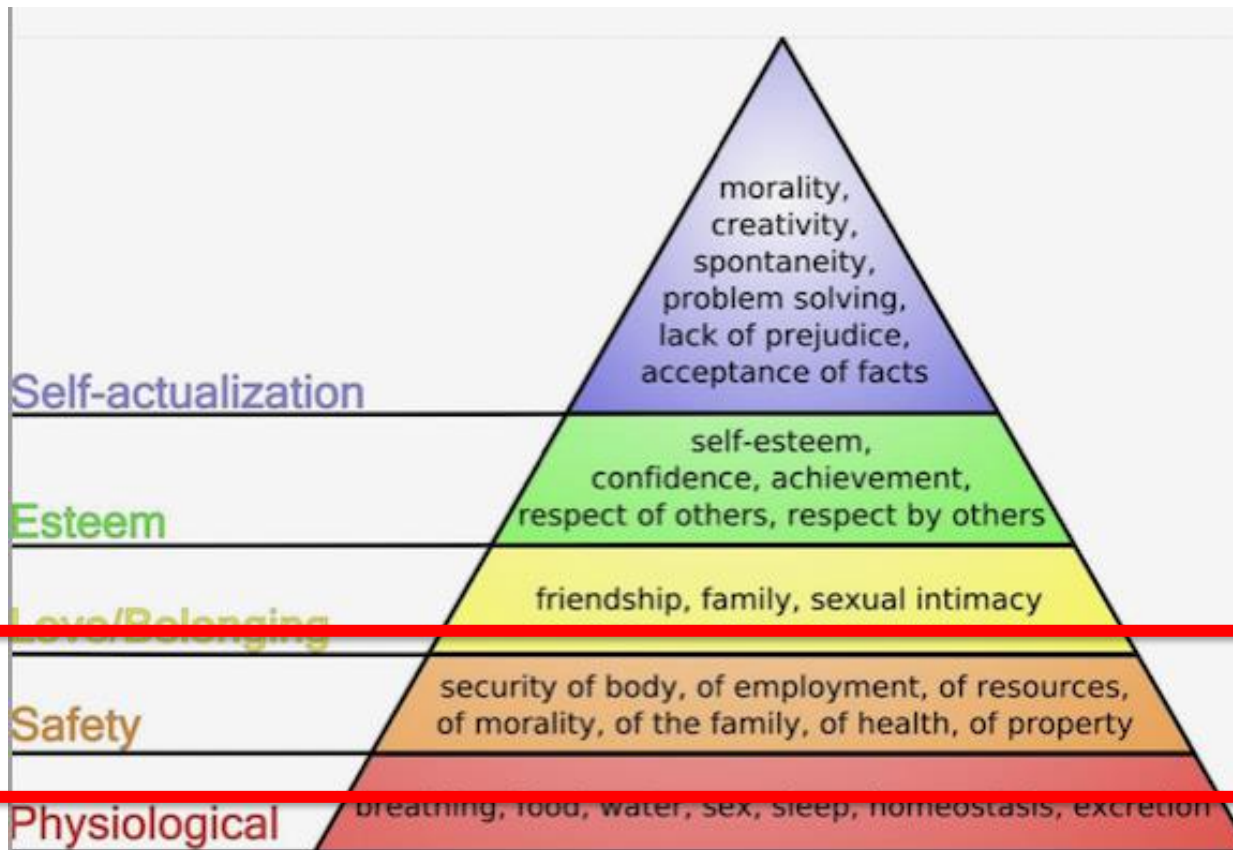 morality,
creativity,
spontaneity,
problem solving,
lack of prejudice,
acceptance of facts
Self-actualization
self-esteem,
confidence, achievement,
respect of others, respect by others
Esteem
friendship, family, sexual intimacy
Love/Belonging
security of body, of employment, of resources,
of morality, of the family, of health, of property
Safety
breathing, food, water, sex, sleep, homeostasis, excretion
Physiological